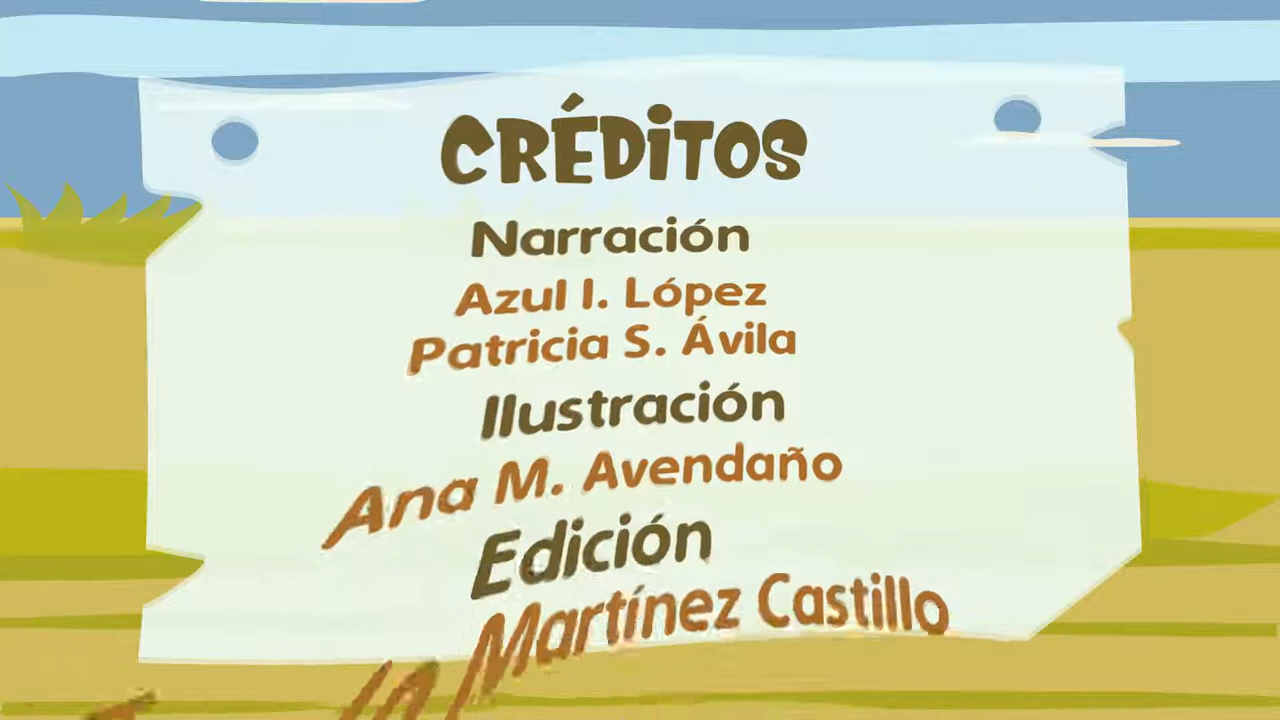 CRÉDiTOS
Narración
Azul I. López
Patricia S. Ávila
Ilustración
Ana M. Avendaño
Edición
Martínez Castillo